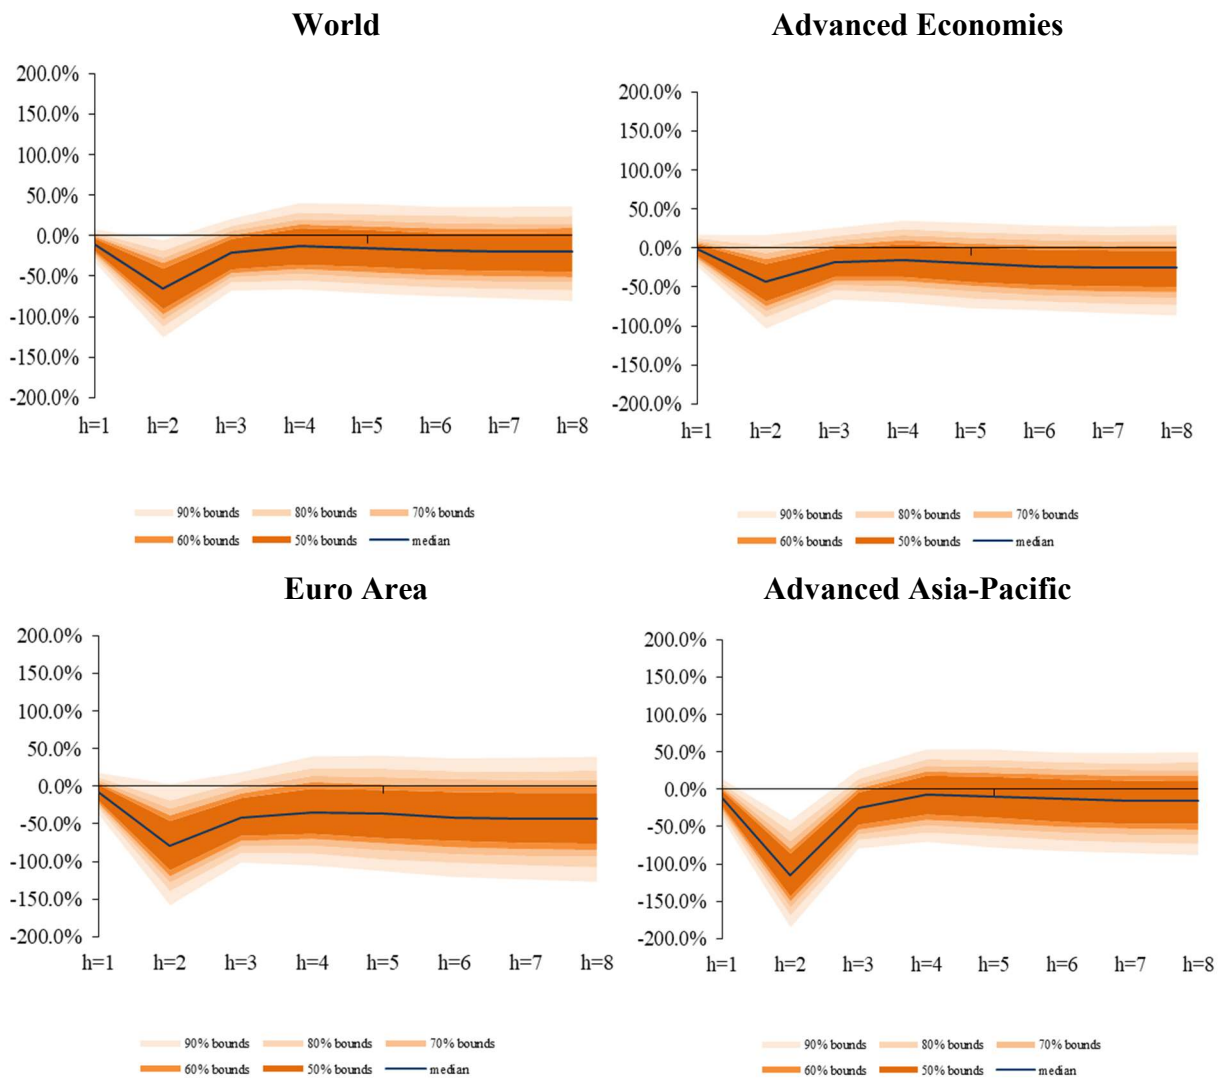 World
200.0%
150.0%
100.0%
50.0%
0.0%
-50.0%
-100.0%
-150.0%
-200.0%
h=1 h=2 h=3 h=4 h=5 h=6 h=7 h=8
90% bounds 80% bounds 70% bounds
60% bounds 50% bounds median
Advanced Economies
200.0%
150.0%
100.0%
50.0%
0.0%
-50.0%
-100.0%
-150.0%
-200.0%
h=1 h=2 h=3 h=4 h=5 h=6 h=7 h=8
90% bounds 80% bounds 70% bounds
60% bounds 50% bounds median
Euro Area
200.0%
150.0%
100.0%
50.0%
0.0%
-50.0%
-100.0%
-150.0%
-200.0%
h=1 h=2 h=3 h=4 h=5 h=6 h=7 h=8
90% bounds 80% bounds 70% bounds
60% bounds 50% bounds median
Advanced Asia-Pacific
200.0%
150.0%
100.0%
50.0%
0.0%
-50.0%
-100.0%
-150.0%
-200.0%
h=1 h=2 h=3 h=4 h=5 h=6 h=7 h=8
90% bounds 80% bounds 70% bounds
60% bounds 50% bounds median